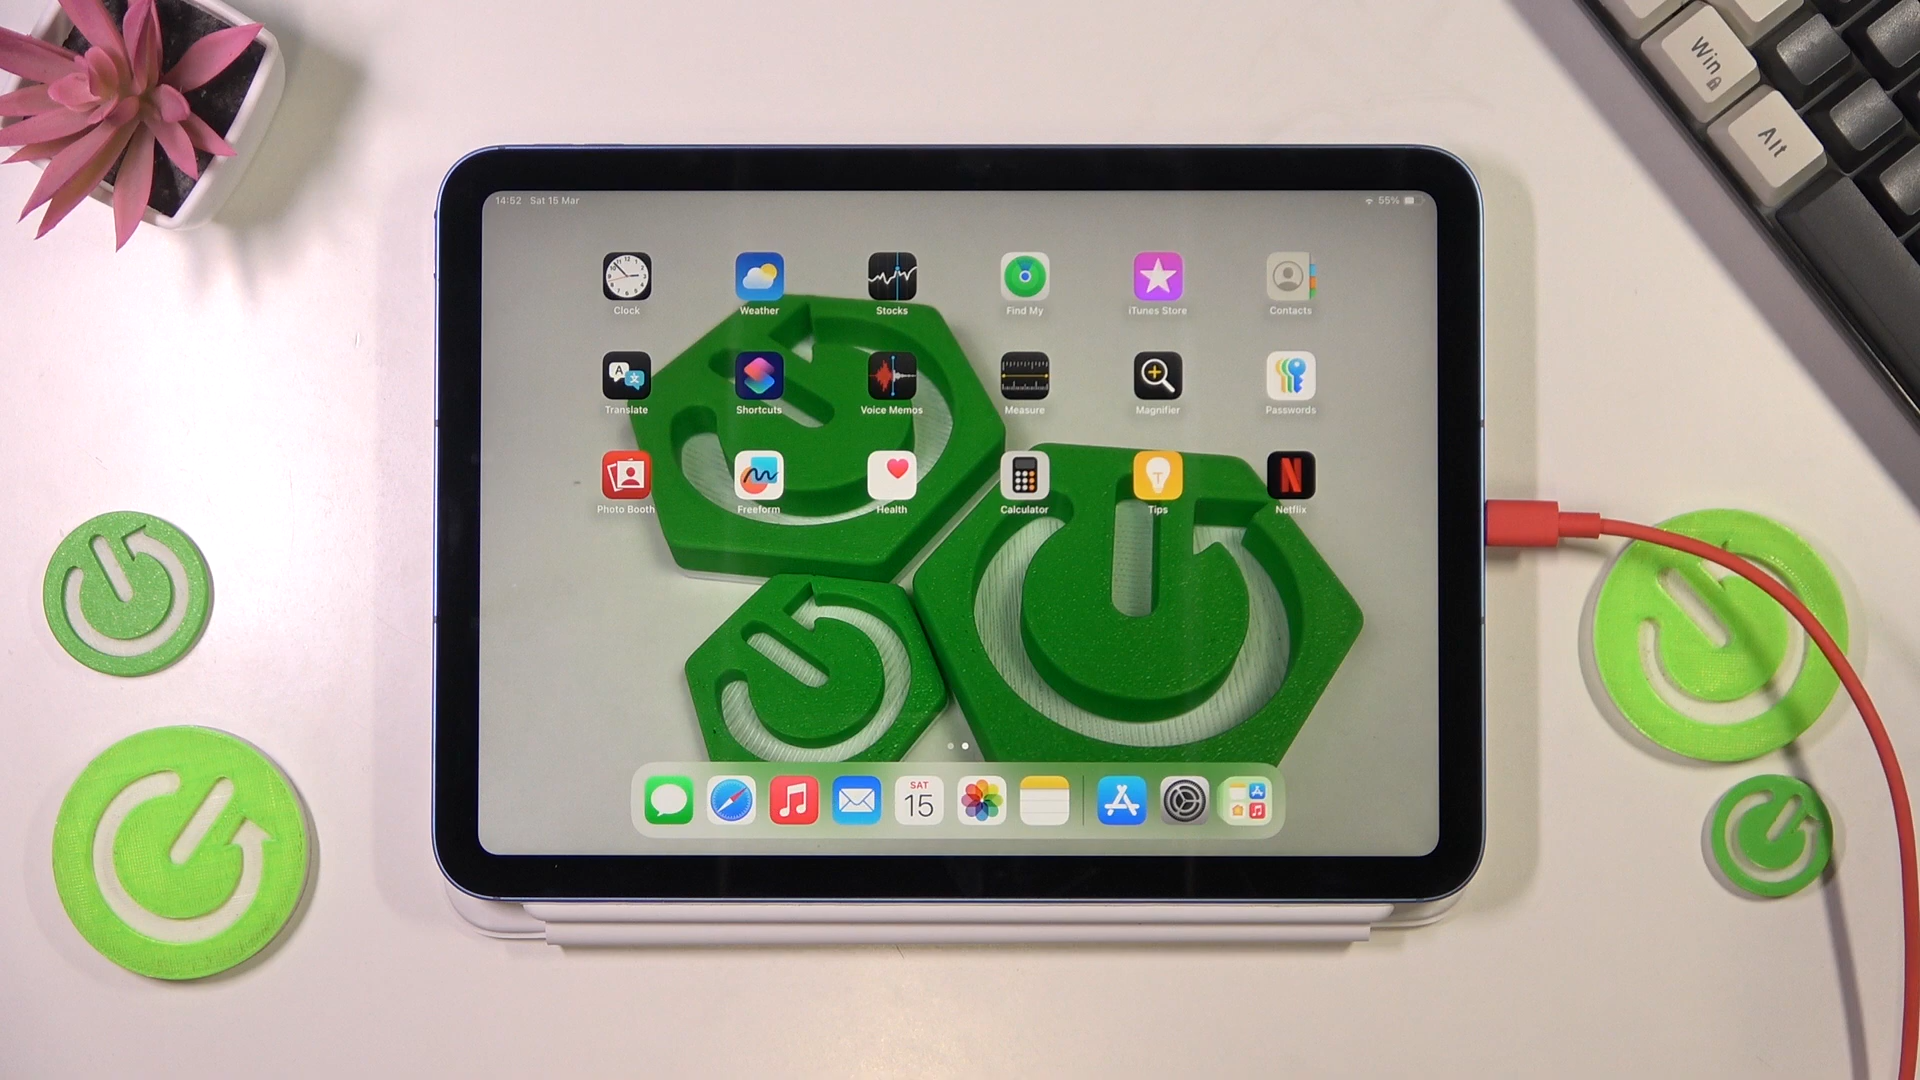 Win
Alt
14:52 Sat 15 Mar
55%
Clock Weather Stocks Find My iTunes Store Contacts
Translate Shortcuts Voice Memos Measure Magnifier Passwords
Photo Booth Freeform Health Calculator Tips Netflix
SAT
15